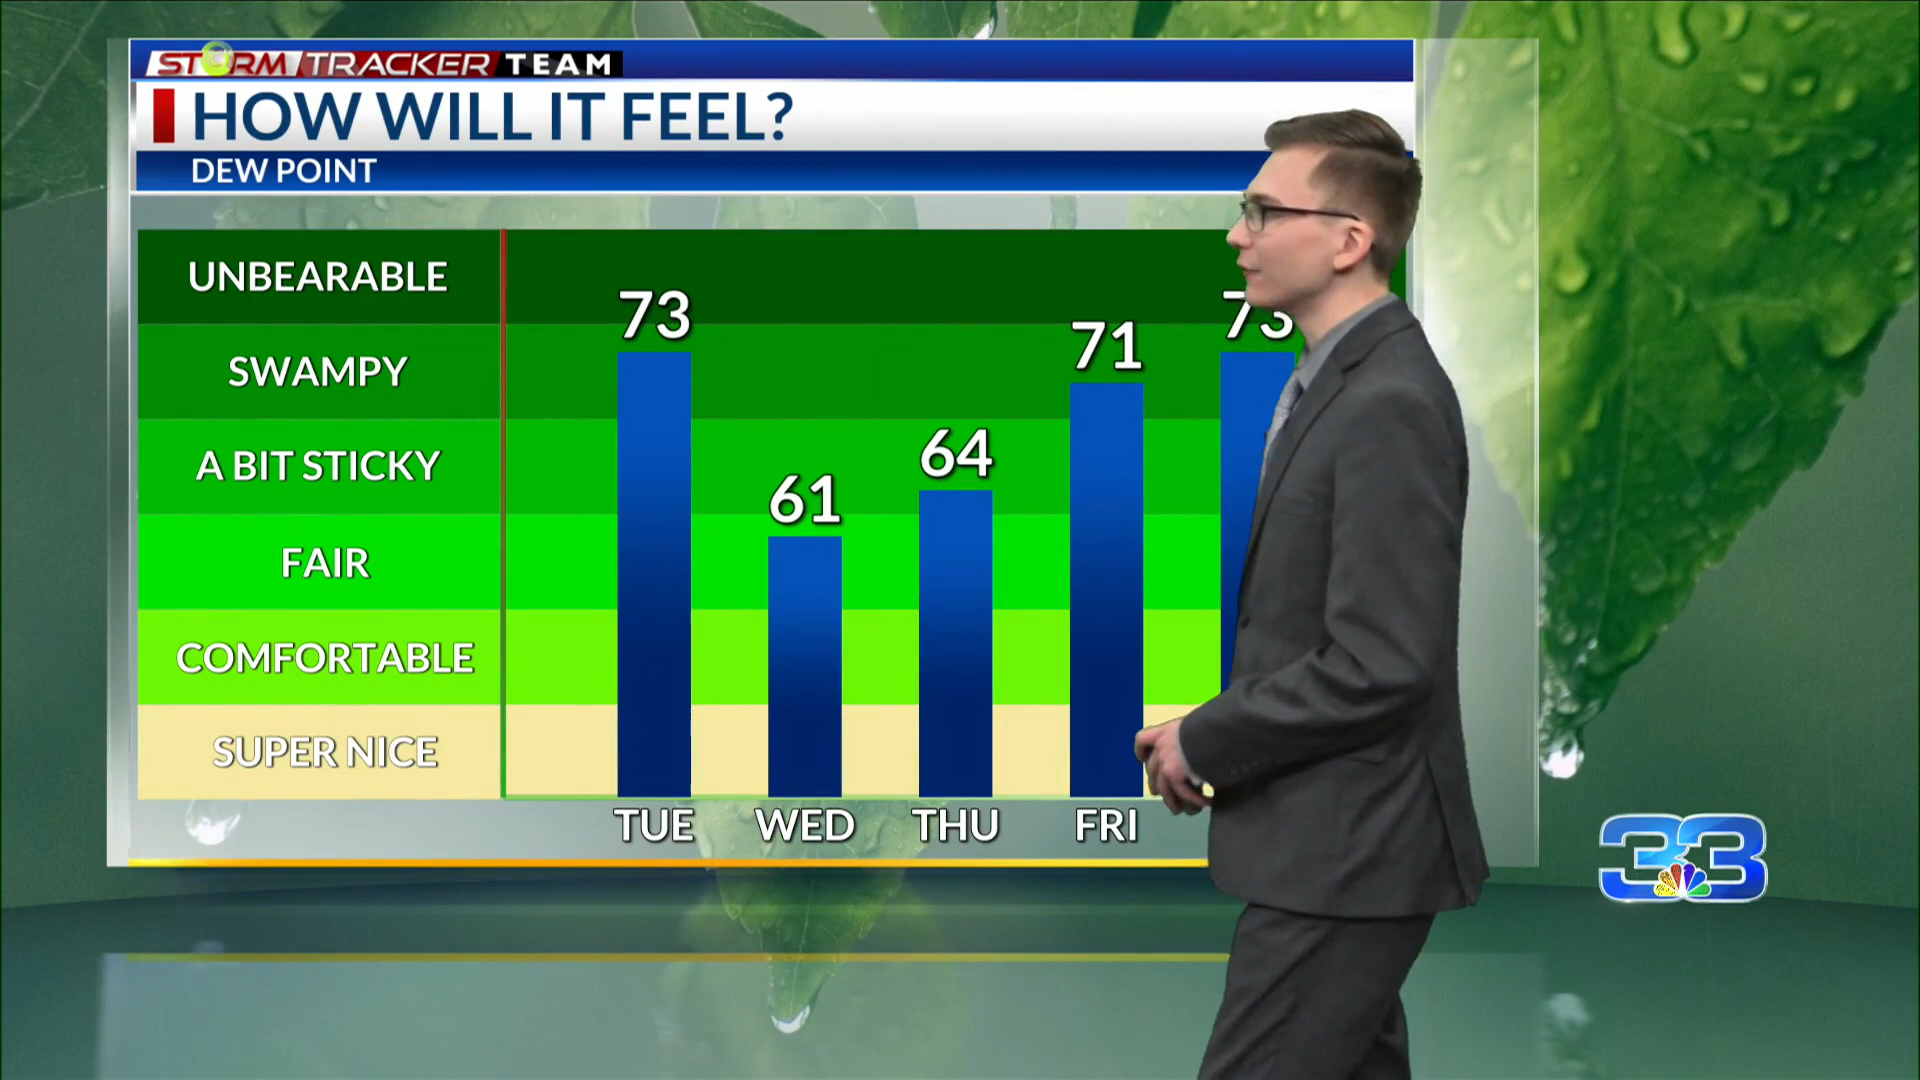 STORM TRACKER TEAM
HOW WILL IT FEEL?
DEW POINT
UNBEARABLE
SWAMPY
A BIT STICKY
FAIR
COMFORTABLE
SUPER NICE
73
61
64
71
73
TUE
WED
THU
FRI
33